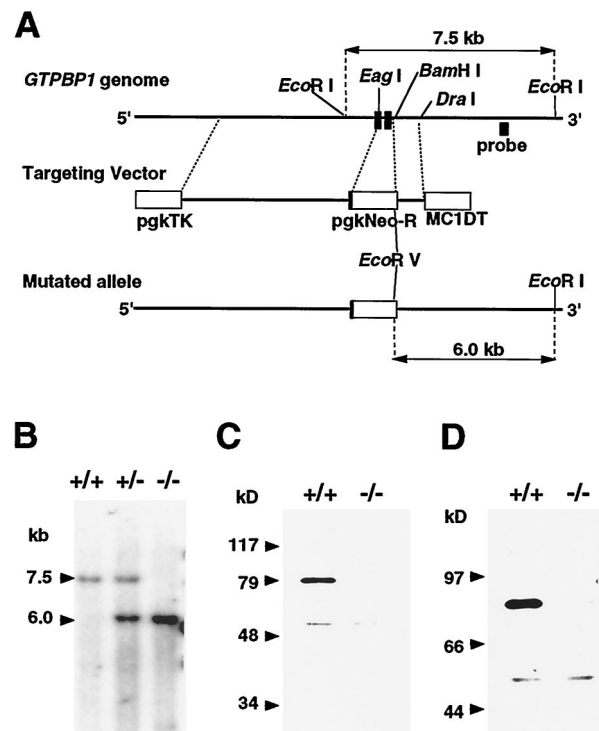 A
7.5 kb
GTPBP1 genome
EcoR I
Eag I
BamH I
Dra I
EcoR I
5'
3'
probe
Targeting Vector
pgkTK
pgkNeo-R
MC1DT
EcoR V
Mutated allele
EcoR I
5'
3'
6.0 kb
B
+/+ +/- -/-
kb
7.5
6.0
C
+/+ -/-
kD
117
79
48
34
D
+/+ -/-
kD
97
66
44